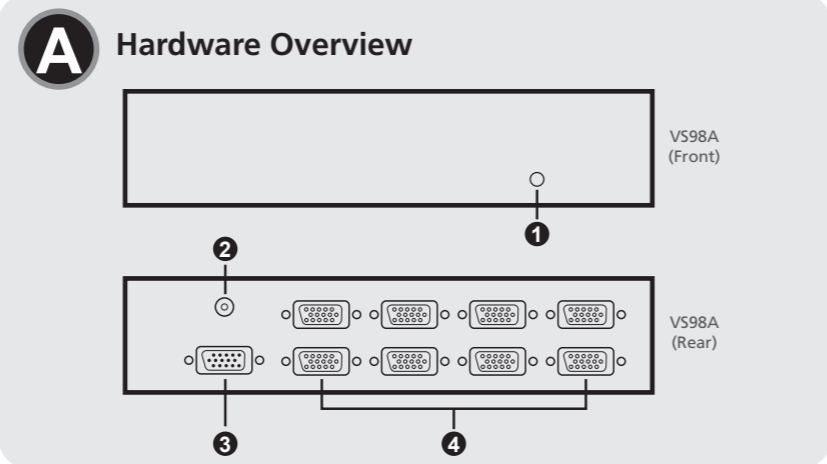 A
Hardware Overview
VS98A
(Front)
1
2
VS98A
(Rear)
3
4